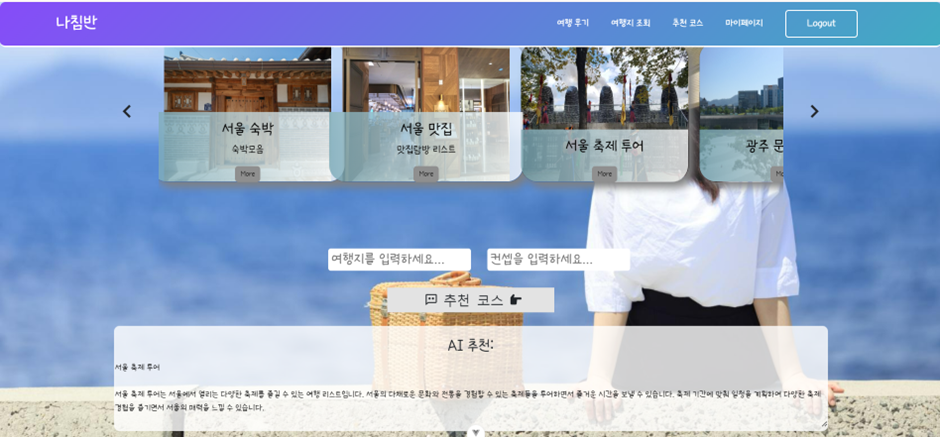 나침반
여행 후기 여행지 조회 추천 코스 마이페이지 Logout
서울 숙박
숙박모음
More
서울 맛집
맛집탐방 리스트
More
서울 축제 투어
More
광주 문
여행지를 입력하세요...
컨셉을 입력하세요...
추천 코스
AI 추천:
서울 축제 투어
서울 축제 투어는 서울에서 열리는 다양한 축제를 즐길 수 있는 여행 리스트입니다. 서울의 다채로운 문화와 전통을 경험할 수 있는 축제들을 투어하면서 즐거운 시간을 보낼 수 있습니다. 축제 기간에 맞춰 일정을 계획하여 다양한 축제
경험을 즐기면서 서울의 매력을 느낄 수 있습니다.